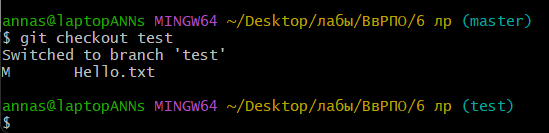 annas@laptopANNs MINGW64 ~/Desktop/лабы/ВвРПО/6 лр (master)
$ git checkout test
Switched to branch 'test'
M       Hello.txt
annas@laptopANNs MINGW64 ~/Desktop/лабы/ВвРПО/6 лр (test)
$